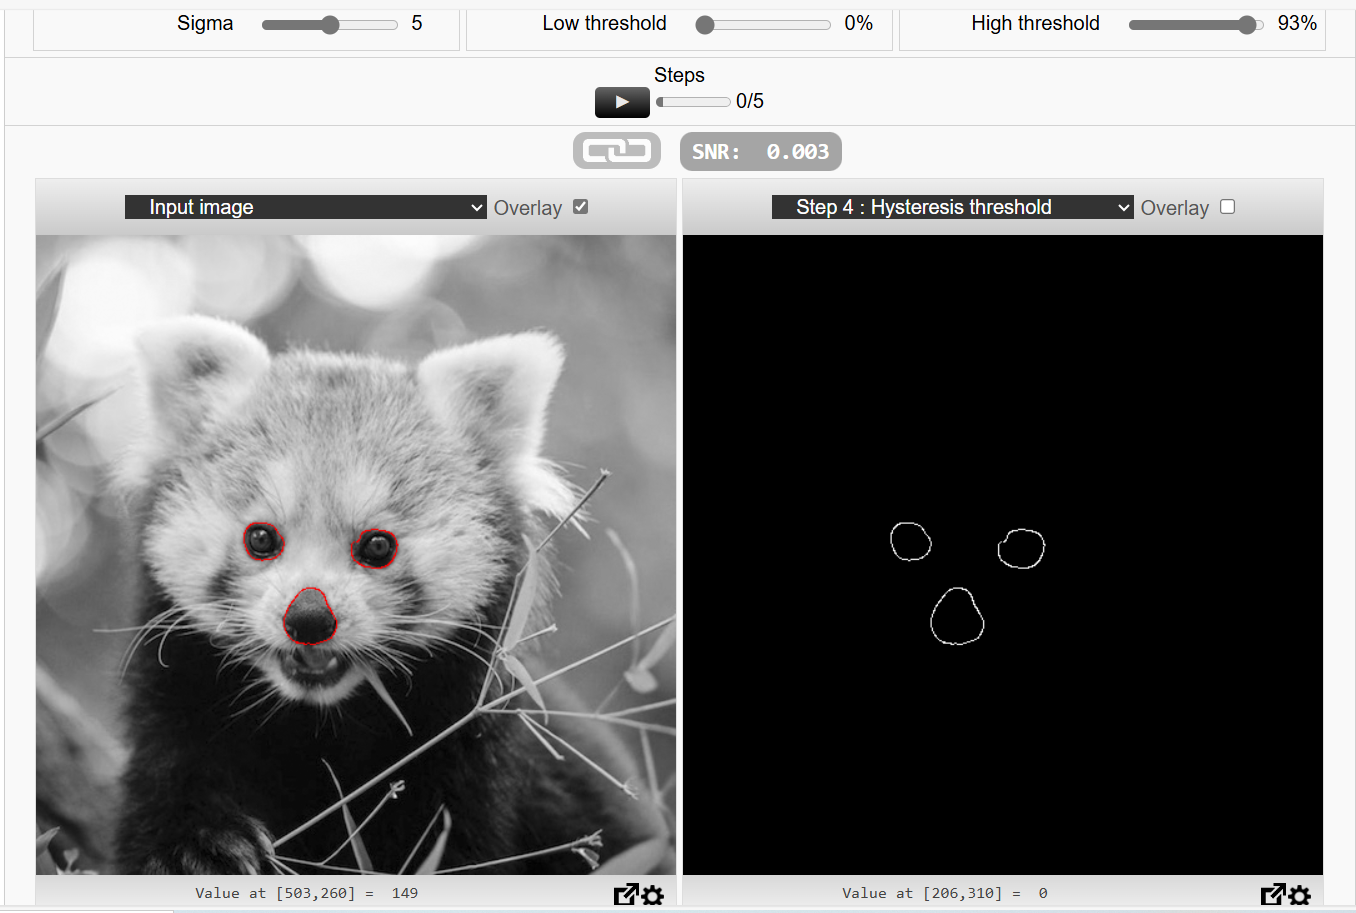 Sigma 5 Low threshold 0% High threshold 93%
Steps
0/5
SNR: 0.003
Input image Overlay Step 4 : Hysteresis threshold Overlay
Value at [503,260] = 149 Value at [206,310] = 0